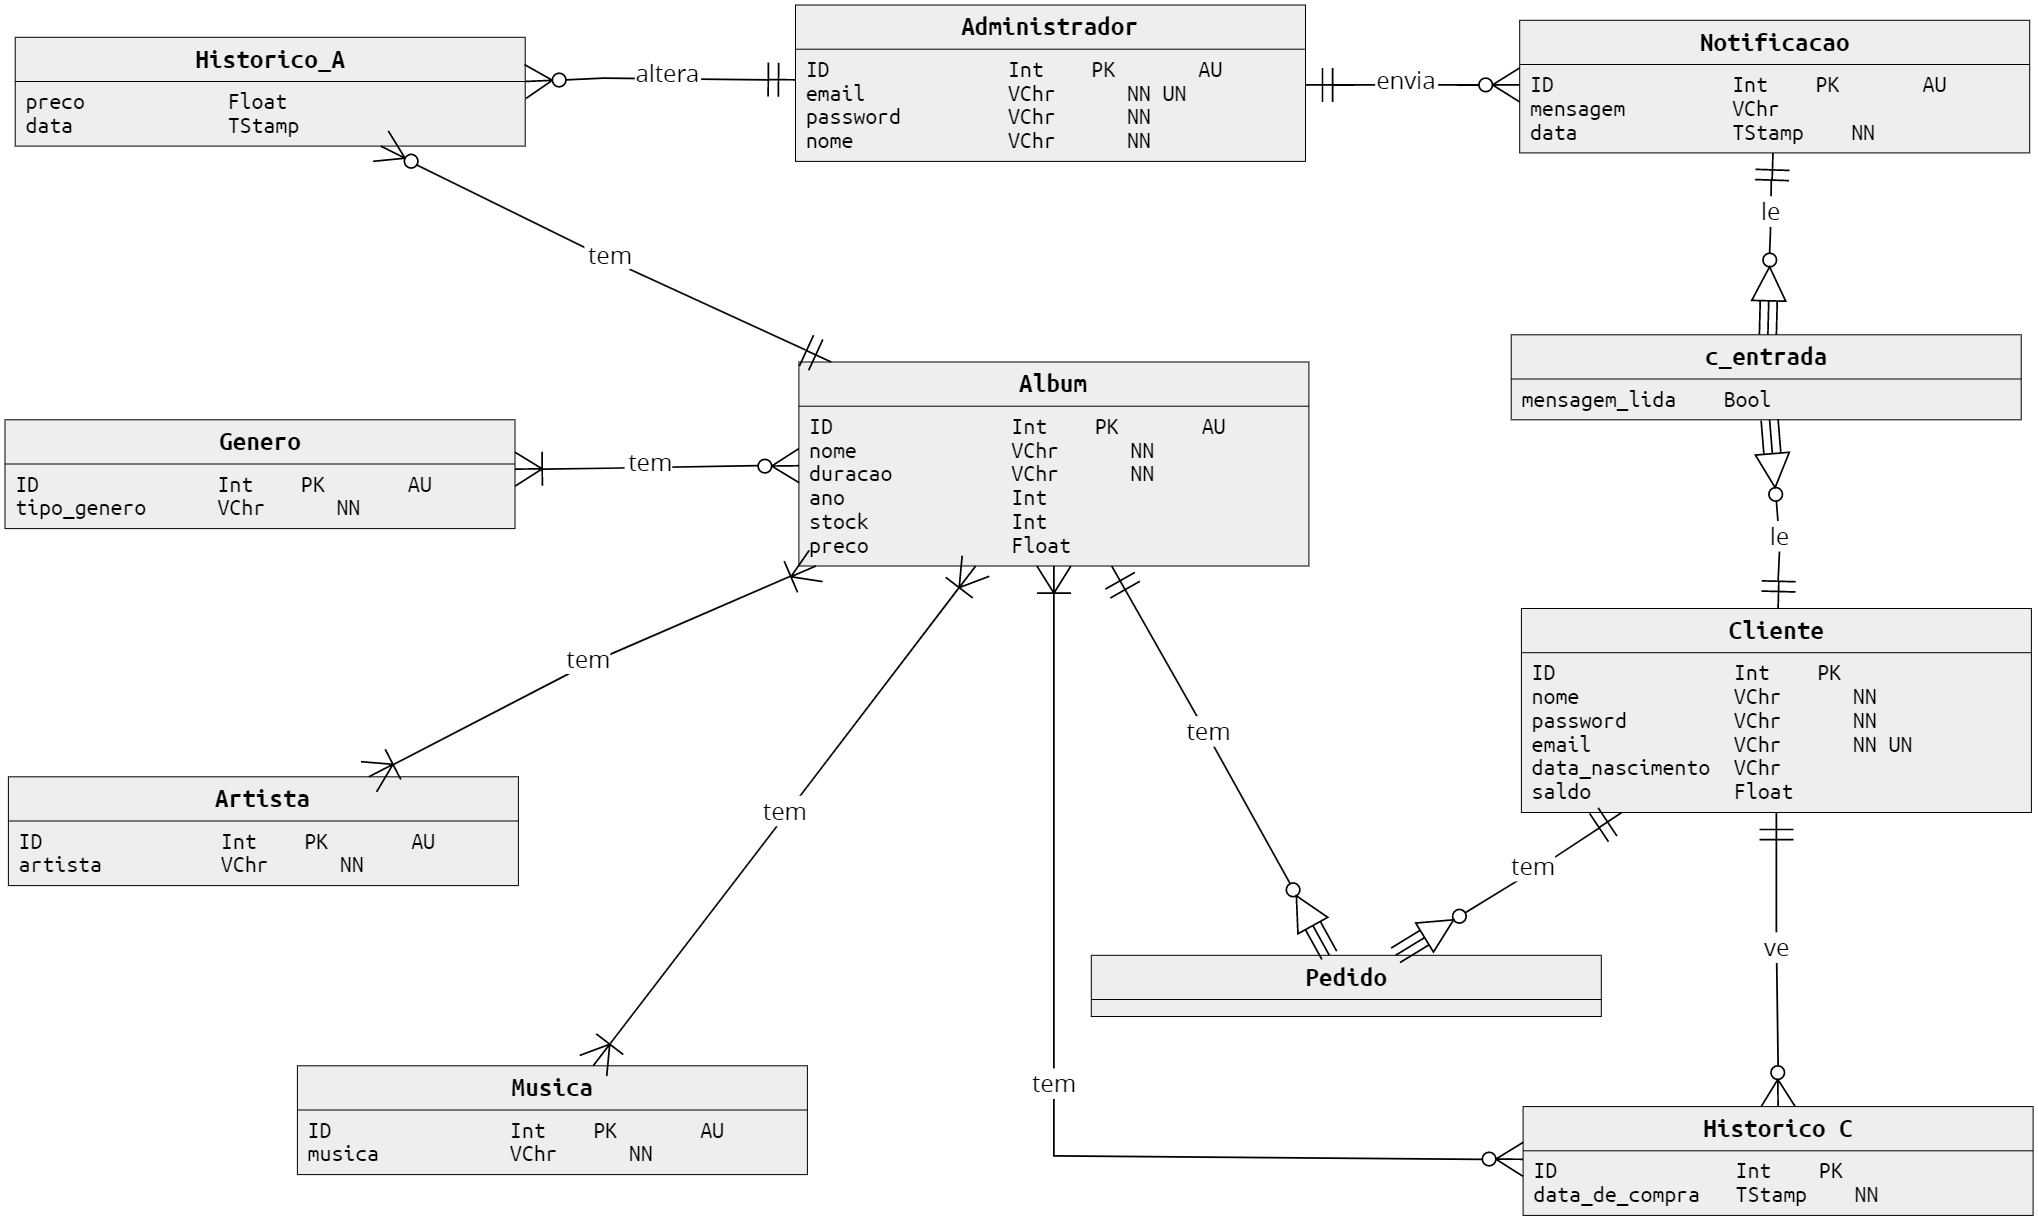 Administrador
ID Int PK AU
email VChr NN UN
password VChr NN
nome VChr NN
Historico_A
preco Float
data TStamp
altera
envia
Notificacao
ID Int PK AU
mensagem VChr
data TStamp NN
le
tem
c_entrada
mensagem_lida Bool
Album
ID Int PK AU
nome VChr NN
duracao VChr NN
ano Int
stock Int
preco Float
Genero
ID Int PK AU
tipo_genero VChr NN
tem
le
Cliente
ID Int PK
nome VChr NN
password VChr NN
email VChr NN UN
data_nascimento VChr
saldo Float
tem
tem
Artista
ID Int PK AU
artista VChr NN
tem
tem
ve
Pedido
Musica
ID Int PK AU
musica VChr NN
tem
Historico C
ID Int PK
data_de_compra TStamp NN